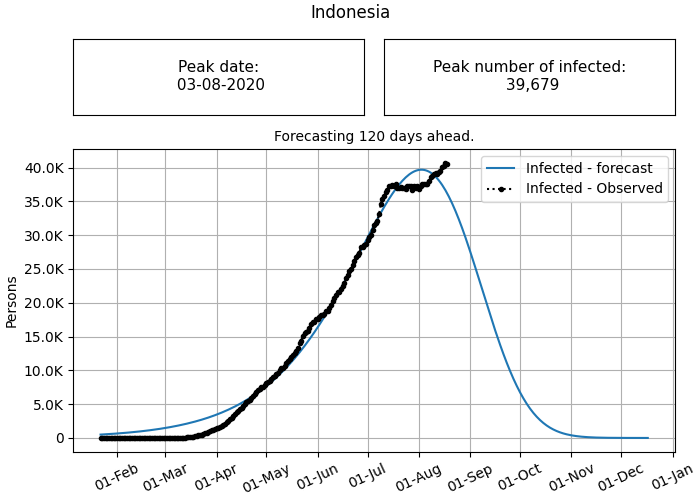 Indonesia
Peak date:
03-08-2020
Peak number of infected:
39,679
Forecasting 120 days ahead.
Infected - forecast
Infected - Observed
Persons
40.0K
35.0K
30.0K
25.0K
20.0K
15.0K
10.0K
5.0K
0
01-Feb
01-Mar
01-Apr
01-May
01-Jun
01-Jul
01-Aug
01-Sep
01-Oct
01-Nov
01-Dec
01-Jan